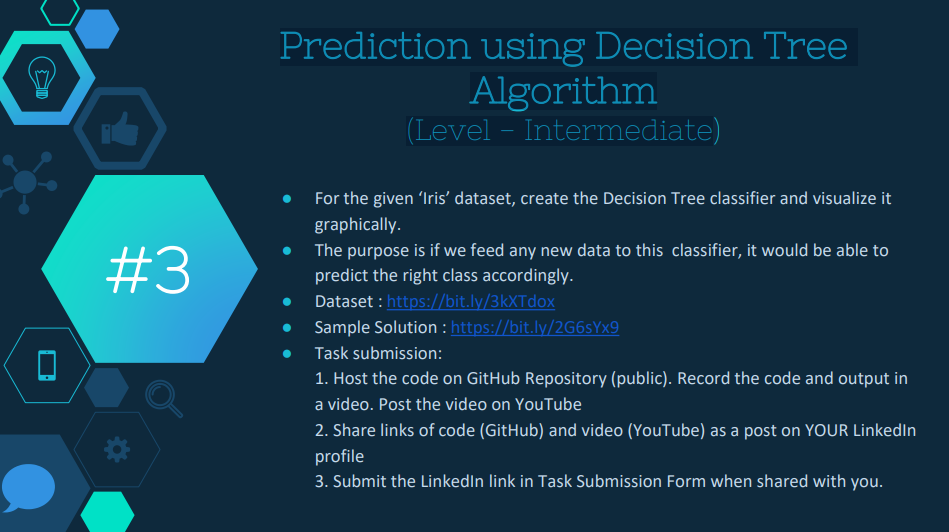 Prediction using Decision Tree
Algorithm
(Level – Intermediate)
#3
● For the given ‘Iris’ dataset, create the Decision Tree classifier and visualize it
graphically.
● The purpose is if we feed any new data to this classifier, it would be able to
predict the right class accordingly.
● Dataset : https://bit.ly/3kXTdox
● Sample Solution : https://bit.ly/2G6sYx9
● Task submission:
1. Host the code on GitHub Repository (public). Record the code and output in
a video. Post the video on YouTube
2. Share links of code (GitHub) and video (YouTube) as a post on YOUR LinkedIn
profile
3. Submit the LinkedIn link in Task Submission Form when shared with you.